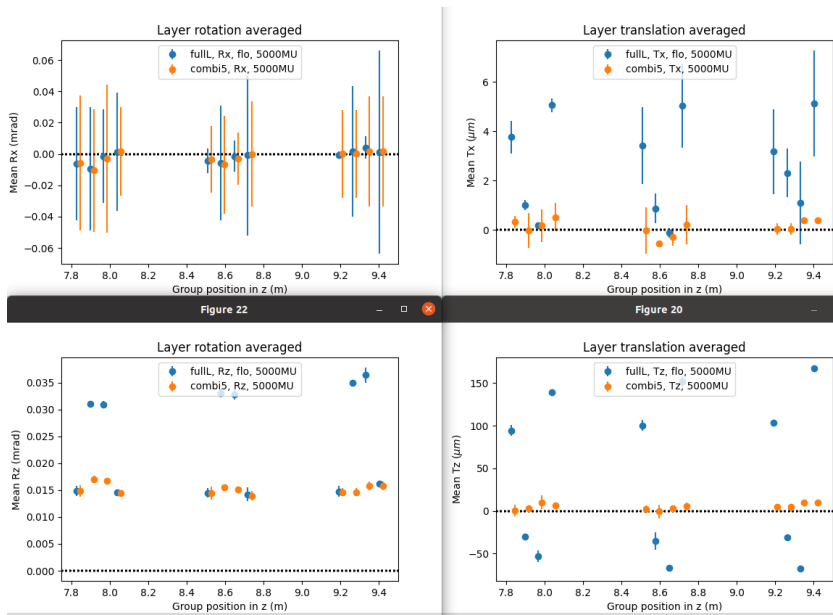 Layer rotation averaged
fullL, Rx, flo, 5000MU
combi5, Rx, 5000MU
Mean Rx (mrad)
0.06
0.04
0.02
0.00
−0.02
−0.04
−0.06
7.8 8.0 8.2 8.4 8.6 8.8 9.0 9.2 9.4
Group position in z (m)
Layer translation averaged
fullL, Tx, flo, 5000MU
combi5, Tx, 5000MU
Mean Tx (μm)
6
4
2
0
7.8 8.0 8.2 8.4 8.6 8.8 9.0 9.2 9.4
Group position in z (m)
Figure 22
Layer rotation averaged
fullL, Rz, flo, 5000MU
combi5, Rz, 5000MU
Mean Rz (mrad)
0.035
0.030
0.025
0.020
0.015
0.010
0.005
0.000
7.8 8.0 8.2 8.4 8.6 8.8 9.0 9.2 9.4
Group position in z (m)
Figure 20
Layer translation averaged
fullL, Tz, flo, 5000MU
combi5, Tz, 5000MU
Mean Tz (μm)
150
100
50
0
−50
7.8 8.0 8.2 8.4 8.6 8.8 9.0 9.2 9.4
Group position in z (m)